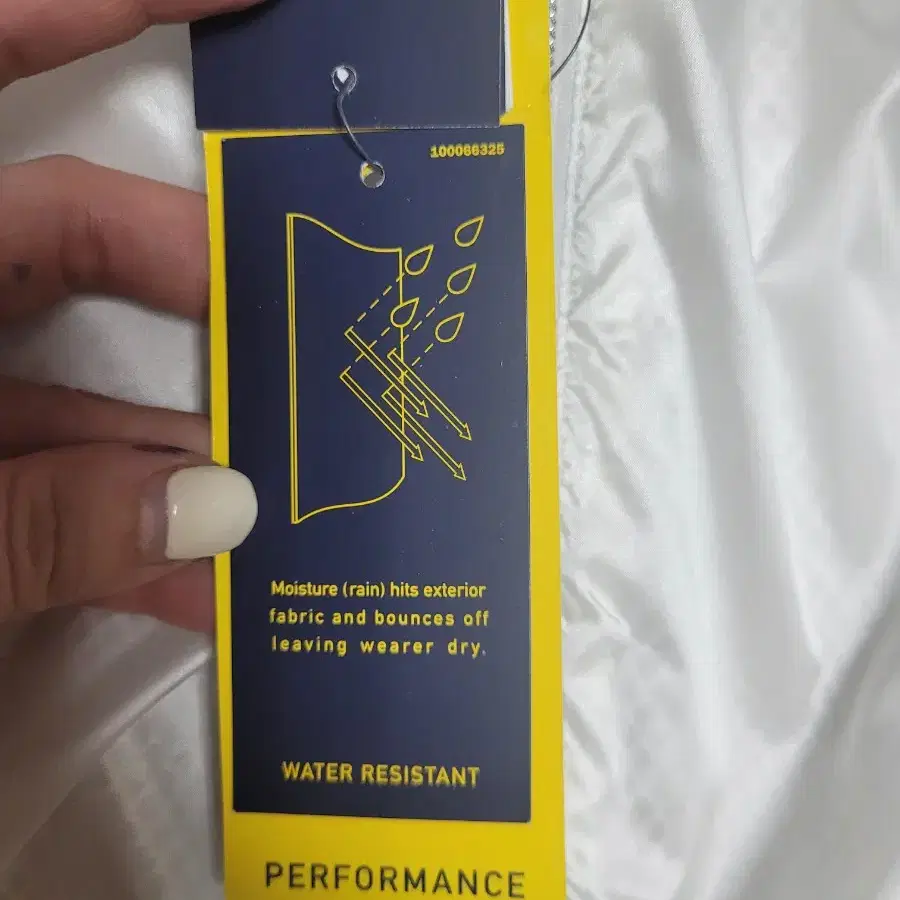 100066325
Moisture (rain) hits exterior
fabric and bounces off
leaving wearer dry.
WATER RESISTANT
PERFORMANCE